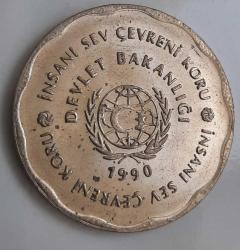 İNSANI SEV ÇEVRENİ KORU
İNSANI SEV ÇEVRENİ KORU
DEVLET BAKANLIĞI
1990